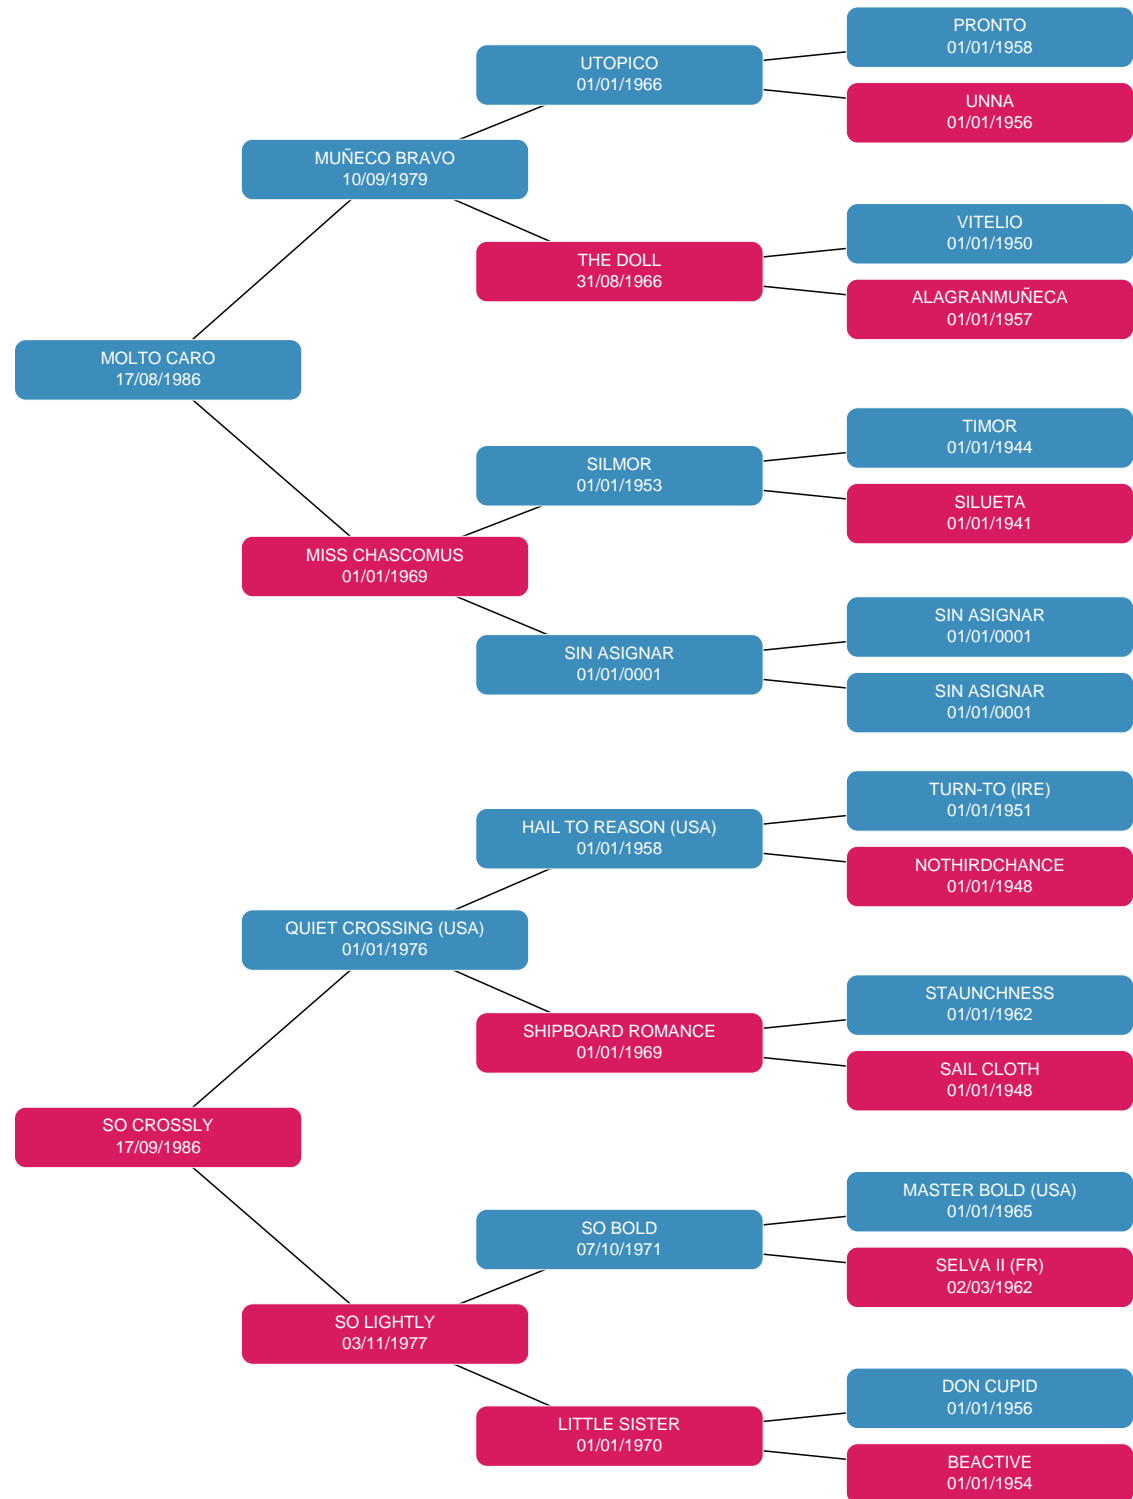 PRONTO
01/01/1958
UTOPICO
01/01/1966
UNNA
01/01/1956
MUÑECO BRAVO
10/09/1979
VITELIO
01/01/1950
THE DOLL
31/08/1966
ALAGRANMUÑECA
01/01/1957
MOLTO CARO
17/08/1986
TIMOR
01/01/1944
SILMOR
01/01/1953
SILUETA
01/01/1941
MISS CHASCOMUS
01/01/1969
SIN ASIGNAR
01/01/0001
SIN ASIGNAR
01/01/0001
SIN ASIGNAR
01/01/0001
TURN-TO (IRE)
01/01/1951
HAIL TO REASON (USA)
01/01/1958
NOTHIRDCHANCE
01/01/1948
QUIET CROSSING (USA)
01/01/1976
STAUNCHNESS
01/01/1962
SHIPBOARD ROMANCE
01/01/1969
SAIL CLOTH
01/01/1948
SO CROSSLY
17/09/1986
MASTER BOLD (USA)
01/01/1965
SO BOLD
07/10/1971
SELVA II (FR)
02/03/1962
SO LIGHTLY
03/11/1977
DON CUPID
01/01/1956
LITTLE SISTER
01/01/1970
BEACTIVE
01/01/1954